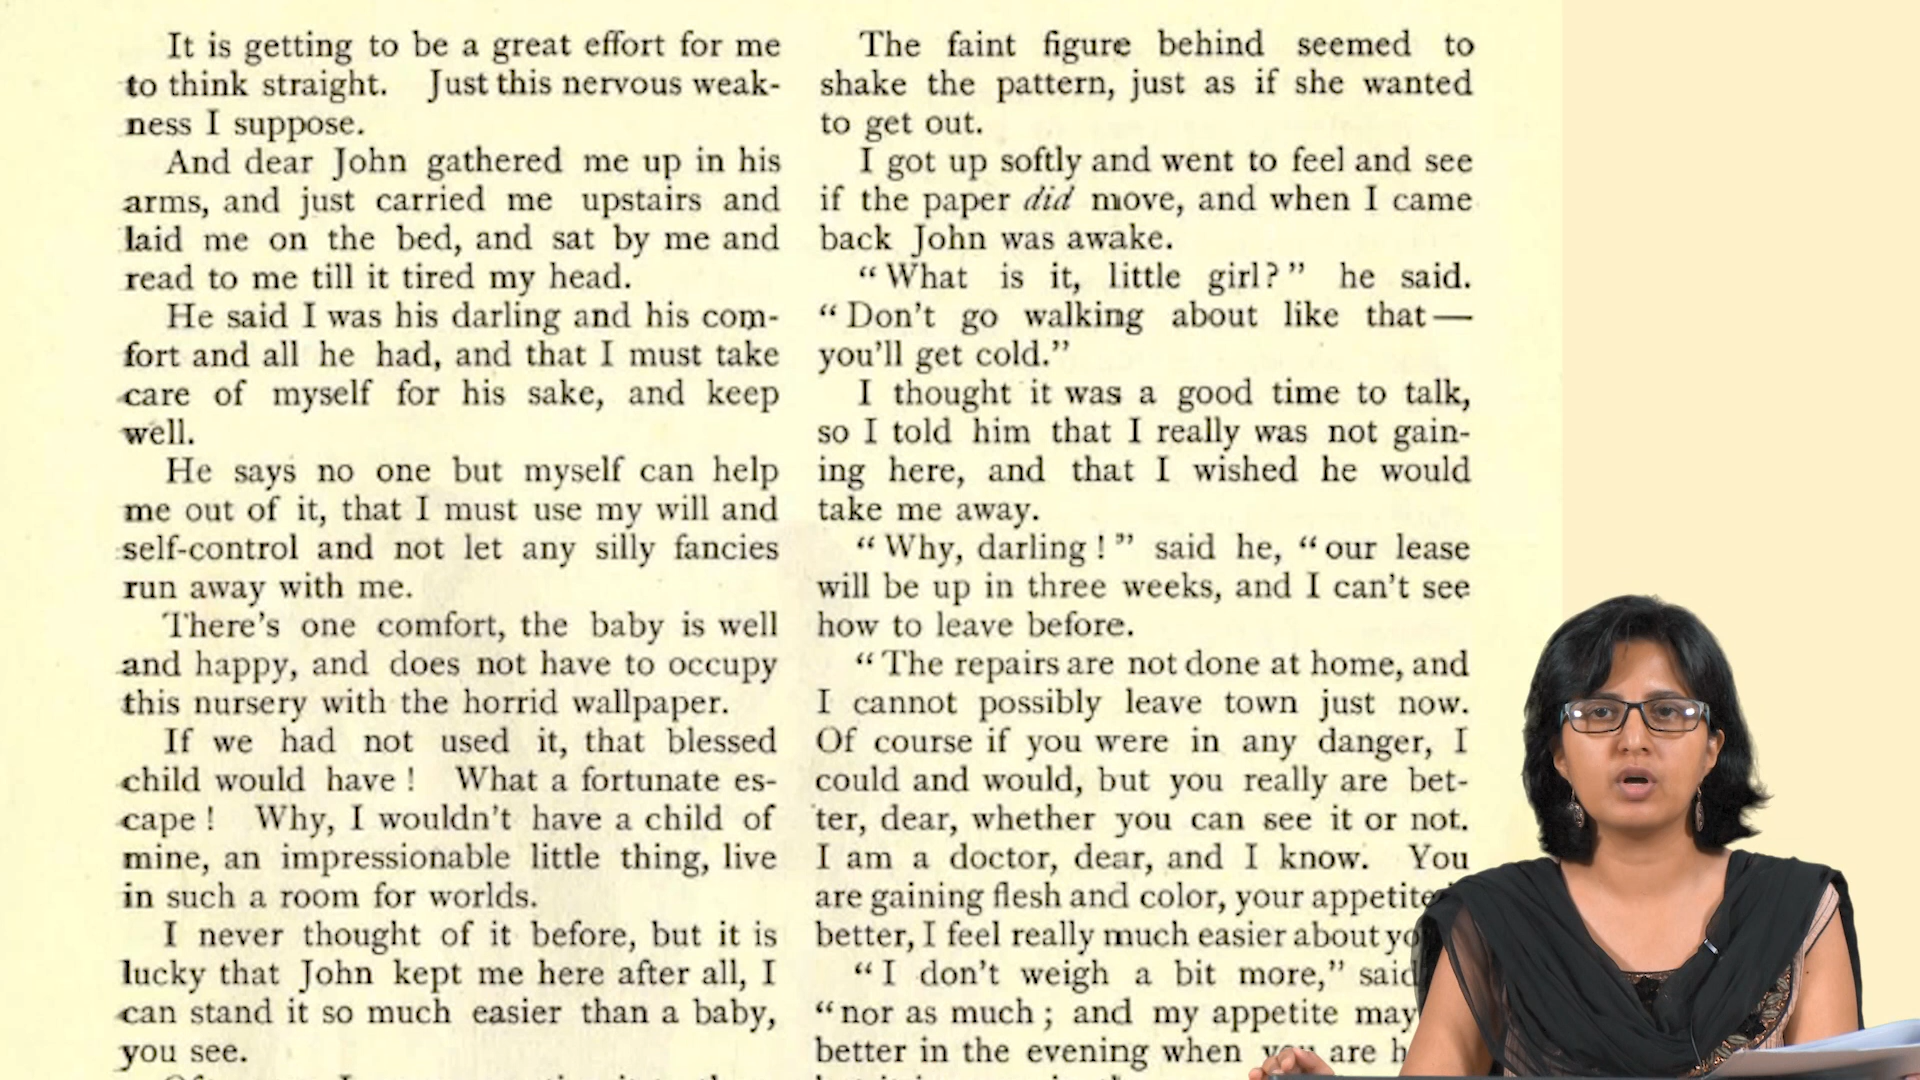 It is getting to be a great effort for me
to think straight. Just this nervous weak-
ness I suppose.
And dear John gathered me up in his
arms, and just carried me upstairs and
laid me on the bed, and sat by me and
read to me till it tired my head.
He said I was his darling and his com-
fort and all he had, and that I must take
care of myself for his sake, and keep
well.
He says no one but myself can help
me out of it, that I must use my will and
self-control and not let any silly fancies
run away with me.
There's one comfort, the baby is well
and happy, and does not have to occupy
this nursery with the horrid wallpaper.
If we had not used it, that blessed
child would have! What a fortunate es-
cape! Why, I wouldn't have a child of
mine, an impressionable little thing, live
in such a room for worlds.
I never thought of it before, but it is
lucky that John kept me here after all, I
can stand it so much easier than a baby,
you see.
The faint figure behind seemed to
shake the pattern, just as if she wanted
to get out.
I got up softly and went to feel and see
if the paper did move, and when I came
back John was awake.
"What is it, little girl?" he said.
"Don't go walking about like that—
you'll get cold."
I thought it was a good time to talk,
so I told him that I really was not gain-
ing here, and that I wished he would
take me away.
"Why, darling!" said he, "our lease
will be up in three weeks, and I can't see
how to leave before.
"The repairs are not done at home, and
I cannot possibly leave town just now.
Of course if you were in any danger, I
could and would, but you really are bet-
ter, dear, whether you can see it or not.
I am a doctor, dear, and I know. You
are gaining flesh and color, your appetite
better, I feel really much easier about
"I don't weigh a bit more," said
"nor as much; and my appetite may
better in the evening when you are